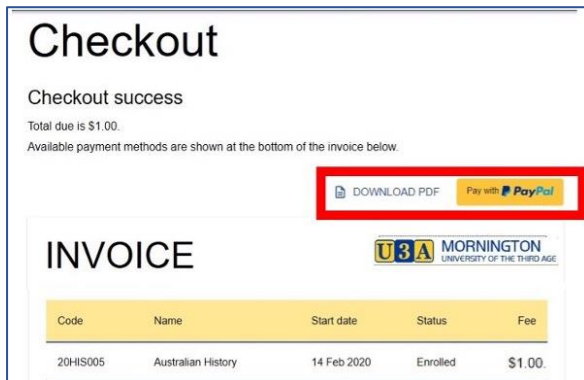 Checkout
Checkout success
Total due is $1.00.
Available payment methods are shown at the bottom of the invoice below.
DOWNLOAD PDF Pay with PayPal
INVOICE U3A MORNINGTON
UNIVERSITY OF THE THIRD AGE
Code Name Start date Status Fee
20HIS005 Australian History 14 Feb 2020 Enrolled $1.00.